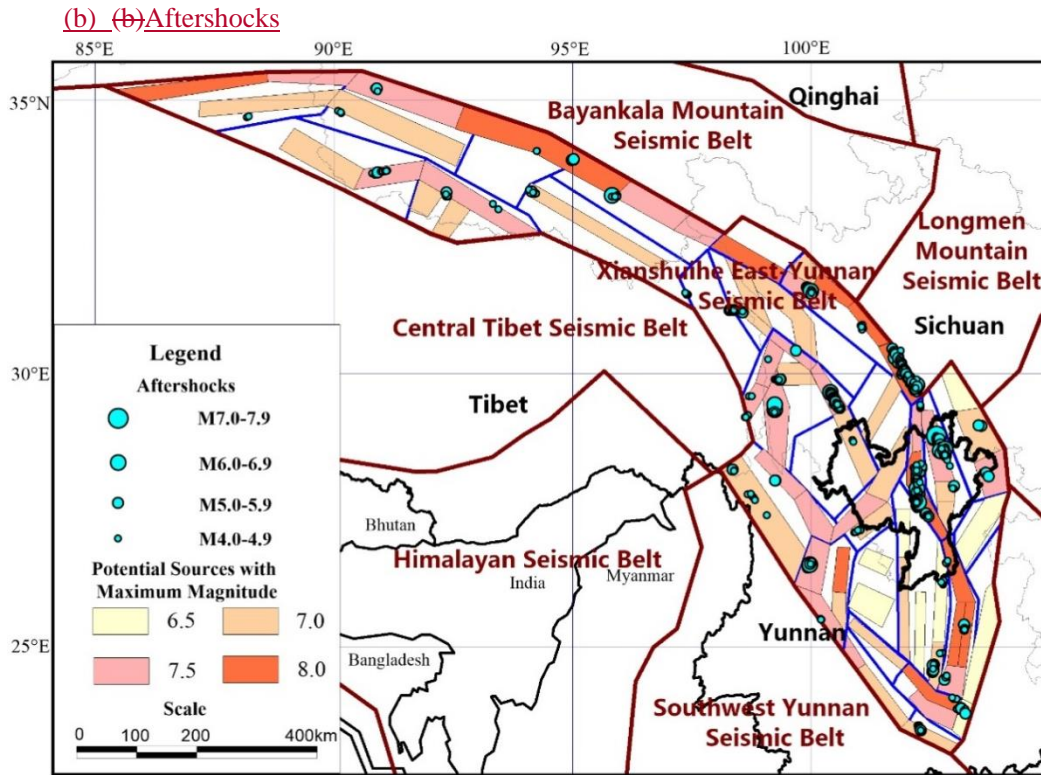 (b) (b)Aftershocks
85°E 90°E 95°E 100°E
35°N
30°N
25°N
Bayankala Mountain
Seismic Belt
Qinghai
Longmen
Mountain
Seismic Belt
Xianshuihe East-Yunnan
Seismic Belt
Central Tibet Seismic Belt
Sichuan
Tibet
Bhutan
Himalayan Seismic Belt
India
Myanmar
Bangladesh
Yunnan
Southwest Yunnan
Seismic Belt
Legend
Aftershocks
M7.0-7.9
M6.0-6.9
M5.0-5.9
M4.0-4.9
Potential Sources with
Maximum Magnitude
6.5 7.0
7.5 8.0
Scale
0 100 200 400km